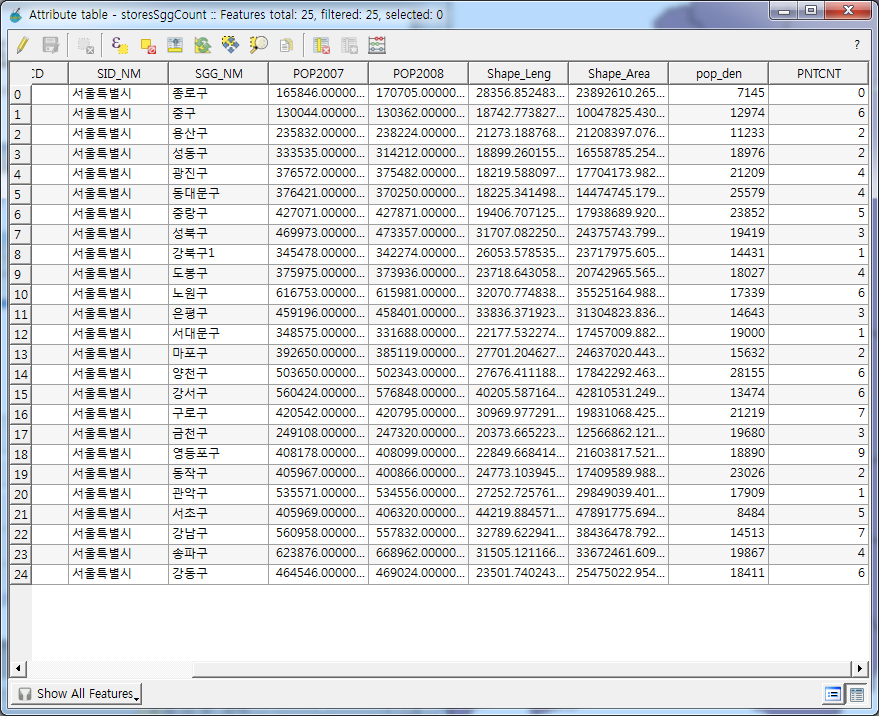 Attribute table - storesSggCount :: Features total: 25, filtered: 25, selected: 0
?
ID SID_NM SGG_NM POP2007 POP2008 Shape_Leng Shape_Area pop_den PNTCNT
0 서울특별시 종로구 165846.00000... 170705.00000... 28356.852483... 23892610.265... 7145 0
1 서울특별시 중구 130044.00000... 130362.00000... 18742.773827... 10047825.430... 12974 6
2 서울특별시 용산구 235832.00000... 238224.00000... 21273.188768... 21208397.076... 11233 2
3 서울특별시 성동구 333535.00000... 314212.00000... 18899.260155... 16558785.254... 18976 2
4 서울특별시 광진구 376572.00000... 375482.00000... 18219.588097... 17704173.982... 21209 4
5 서울특별시 동대문구 376421.00000... 370250.00000... 18225.341498... 14474745.179... 25579 4
6 서울특별시 중랑구 427071.00000... 427871.00000... 19406.707125... 17938689.920... 23852 5
7 서울특별시 성북구 469973.00000... 473357.00000... 31707.082250... 24375743.799... 19419 3
8 서울특별시 강북구1 345478.00000... 342274.00000... 26053.578535... 23717975.605... 14431 1
9 서울특별시 도봉구 375975.00000... 373936.00000... 23718.643058... 20742965.565... 18027 4
10 서울특별시 노원구 616753.00000... 615981.00000... 32070.774838... 35525164.988... 17339 6
11 서울특별시 은평구 459196.00000... 458401.00000... 33836.371923... 31304823.836... 14643 3
12 서울특별시 서대문구 348575.00000... 331688.00000... 22177.532274... 17457009.882... 19000 1
13 서울특별시 마포구 392650.00000... 385119.00000... 27701.204627... 24637020.443... 15632 2
14 서울특별시 양천구 503650.00000... 502343.00000... 27676.411188... 17842292.463... 28155 6
15 서울특별시 강서구 560424.00000... 576848.00000... 40205.587164... 42810531.249... 13474 6
16 서울특별시 구로구 420542.00000... 420795.00000... 30969.977291... 19831068.425... 21219 7
17 서울특별시 금천구 249108.00000... 247320.00000... 20373.665223... 12566862.121... 19680 3
18 서울특별시 영등포구 408178.00000... 408099.00000... 22849.668414... 21603817.521... 18890 9
19 서울특별시 동작구 405967.00000... 400866.00000... 24773.103945... 17409589.988... 23026 2
20 서울특별시 관악구 535571.00000... 534556.00000... 27252.725761... 29849039.401... 17909 1
21 서울특별시 서초구 405969.00000... 406320.00000... 44219.884571... 47891775.694... 8484 5
22 서울특별시 강남구 560958.00000... 557832.00000... 32789.622941... 38436478.792... 14513 7
23 서울특별시 송파구 623876.00000... 668962.00000... 31505.121166... 33672461.609... 19867 4
24 서울특별시 강동구 464546.00000... 469024.00000... 23501.740243... 25475022.954... 18411 6
Show All Features